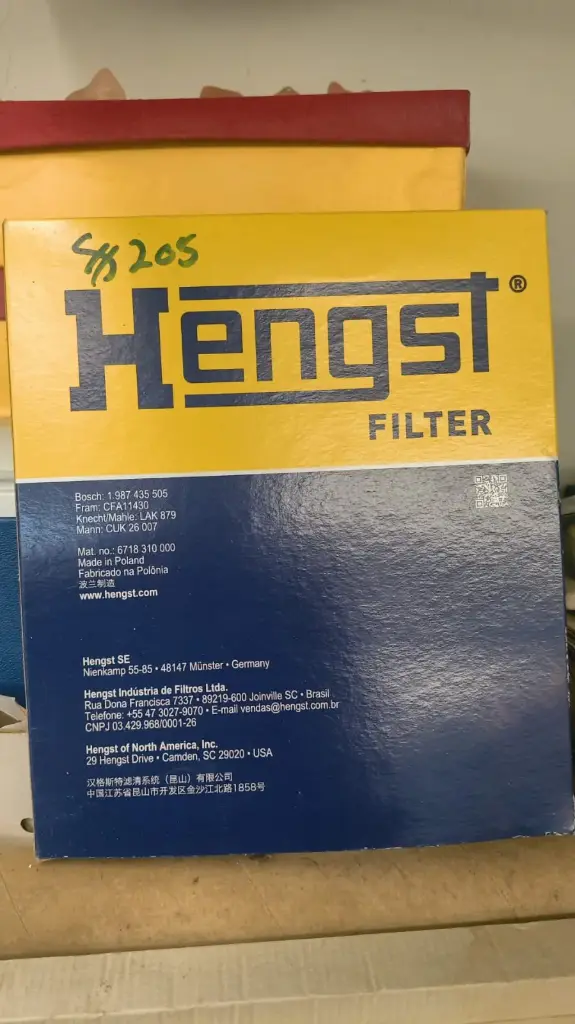 205
Hengst®
FILTER
Bosch: 1 987 435 505
Fram: CFA11430
Knecht/Mahle: LAK 879
Mann: CUK 26 007
Mat. no.: 6718 310 000
Made in Poland
Fabricado na Polônia
波兰制造
www.hengst.com
Hengst SE
Nienkamp 55-85 • 48147 Münster • Germany
Hengst Indústria de Filtros Ltda.
Rua Dona Francisca 7337 • 89219-600 Joinville SC • Brasil
Telefone: +55 47 3027-9070 • E-mail vendas@hengst.com.br
CNPJ 03.429.968/0001-26
Hengst of North America, Inc.
29 Hengst Drive • Camden, SC 29020 • USA
汉格斯特滤清系统（昆山）有限公司
中国江苏省昆山市开发区金沙江北路1858号